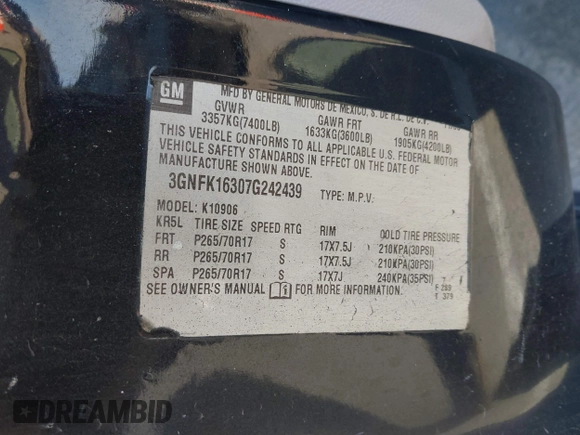 GM
MFD BY GENERAL MOTORS DE MEXICO, S. DE R.L. DE C.V.
GVWR GAWR FRT GAWR RR
3357KG(7400LB) 1633KG(3600LB) 1905KG(4200LB)
THIS VEHICLE CONFORMS TO ALL APPLICABLE U.S. FEDERAL MOTOR
VEHICLE SAFETY STANDARDS IN EFFECT ON THE DATE OF
MANUFACTURE SHOWN ABOVE.
3GNFK16307G242439 TYPE: M.P.V.
MODEL: K10906
KR5L TIRE SIZE SPEED RTG RIM COLD TIRE PRESSURE
FRT P265/70R17 S 17X7.5J 210KPA(30PSI)
RR P265/70R17 S 17X7.5J 210KPA(30PSI)
SPA P265/70R17 S 17X7J 240KPA(35PSI)
SEE OWNER'S MANUAL FOR MORE INFORMATION.
DREAMBID